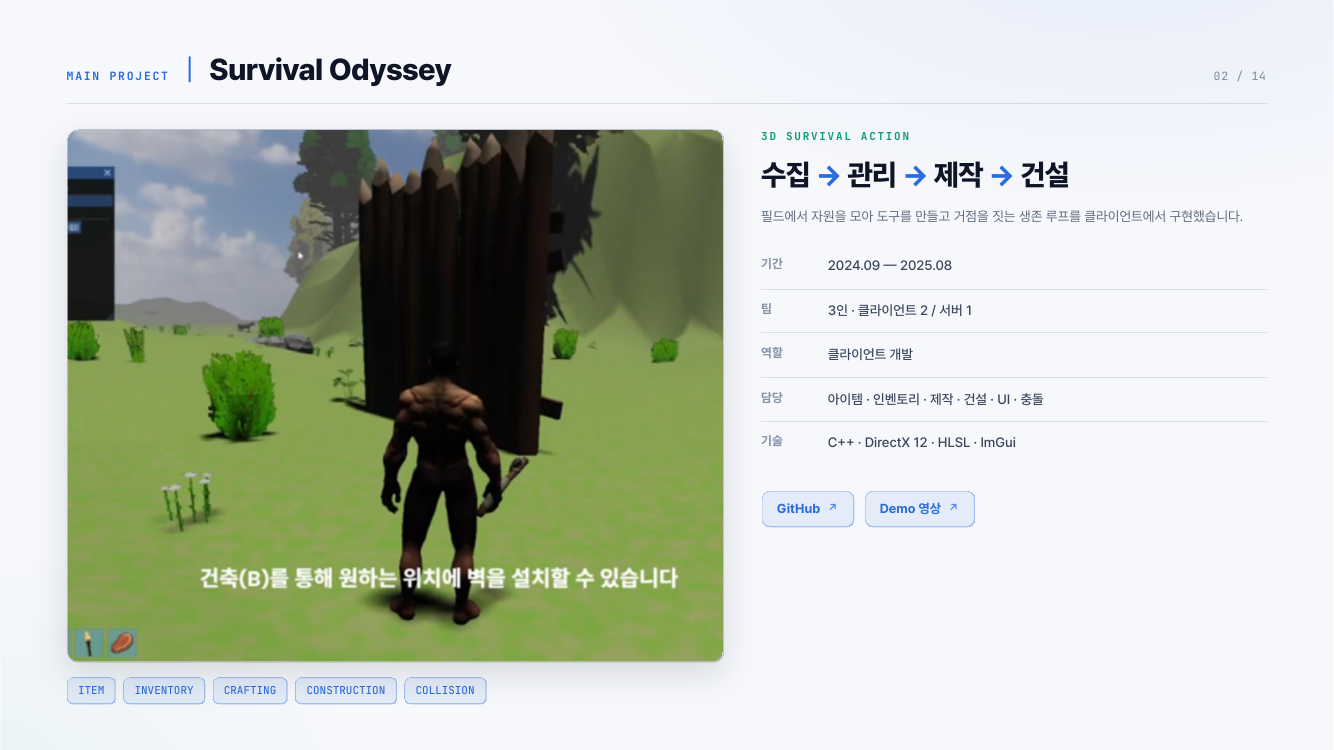 MAIN PROJECT
Survival Odyssey
02 / 14
건축(B)를 통해 원하는 위치에 벽을 설치할 수 있습니다
ITEM
INVENTORY
CRAFTING
CONSTRUCTION
COLLISION
3D SURVIVAL ACTION
수집 → 관리 → 제작 → 건설
필드에서 자원을 모아 도구를 만들고 거점을 짓는 생존 루프를 클라이언트에서 구현했습니다.
기간 2024.09 — 2025.08
팀 3인 · 클라이언트 2 / 서버 1
역할 클라이언트 개발
담당 아이템 · 인벤토리 · 제작 · 건설 · UI · 충돌
기술 C++ · DirectX 12 · HLSL · ImGui
GitHub ↗
Demo 영상 ↗